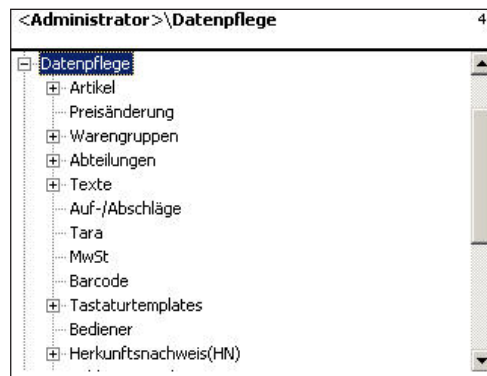 <Administrator>\Datenpflege 4
Datenpflege
Artikel
Preisänderung
Warengruppen
Abteilungen
Texte
Auf-/Abschläge
Tara
MwSt
Barcode
Tastaturtemplates
Bediener
Herkunftsnachweis(HN)